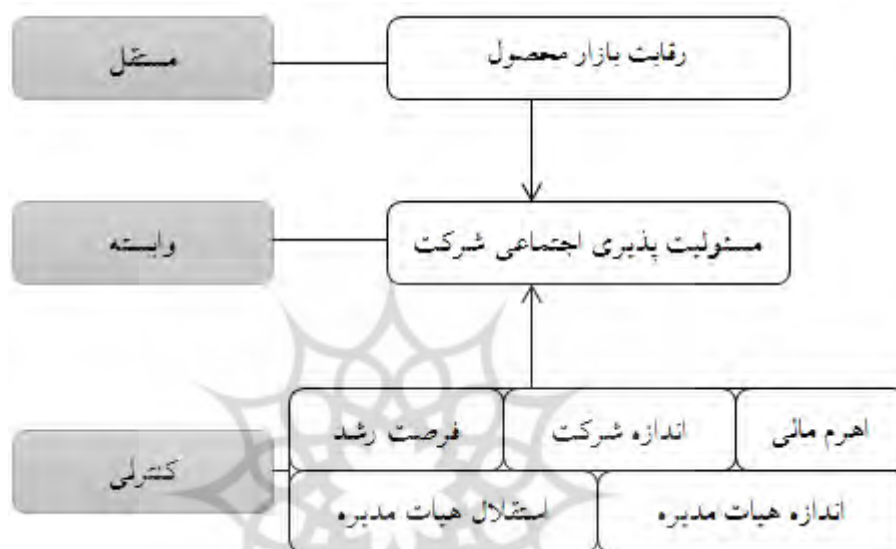 رقابت بازار محصول
مستقل
مسئولیت پذیری اجتماعی شرکت
وابسته
اهرم مالی
اندازه شرکت
فرصت رشد
کنترلی
اندازه هیات مدیره
استقلال هیات مدیره